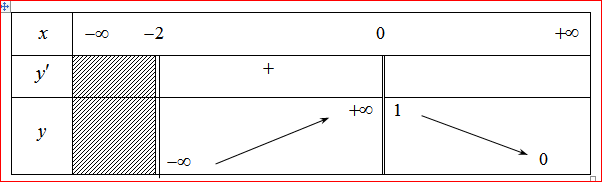 x −∞ −2 0 +∞
y′ +
+∞ 1
y
−∞ 0